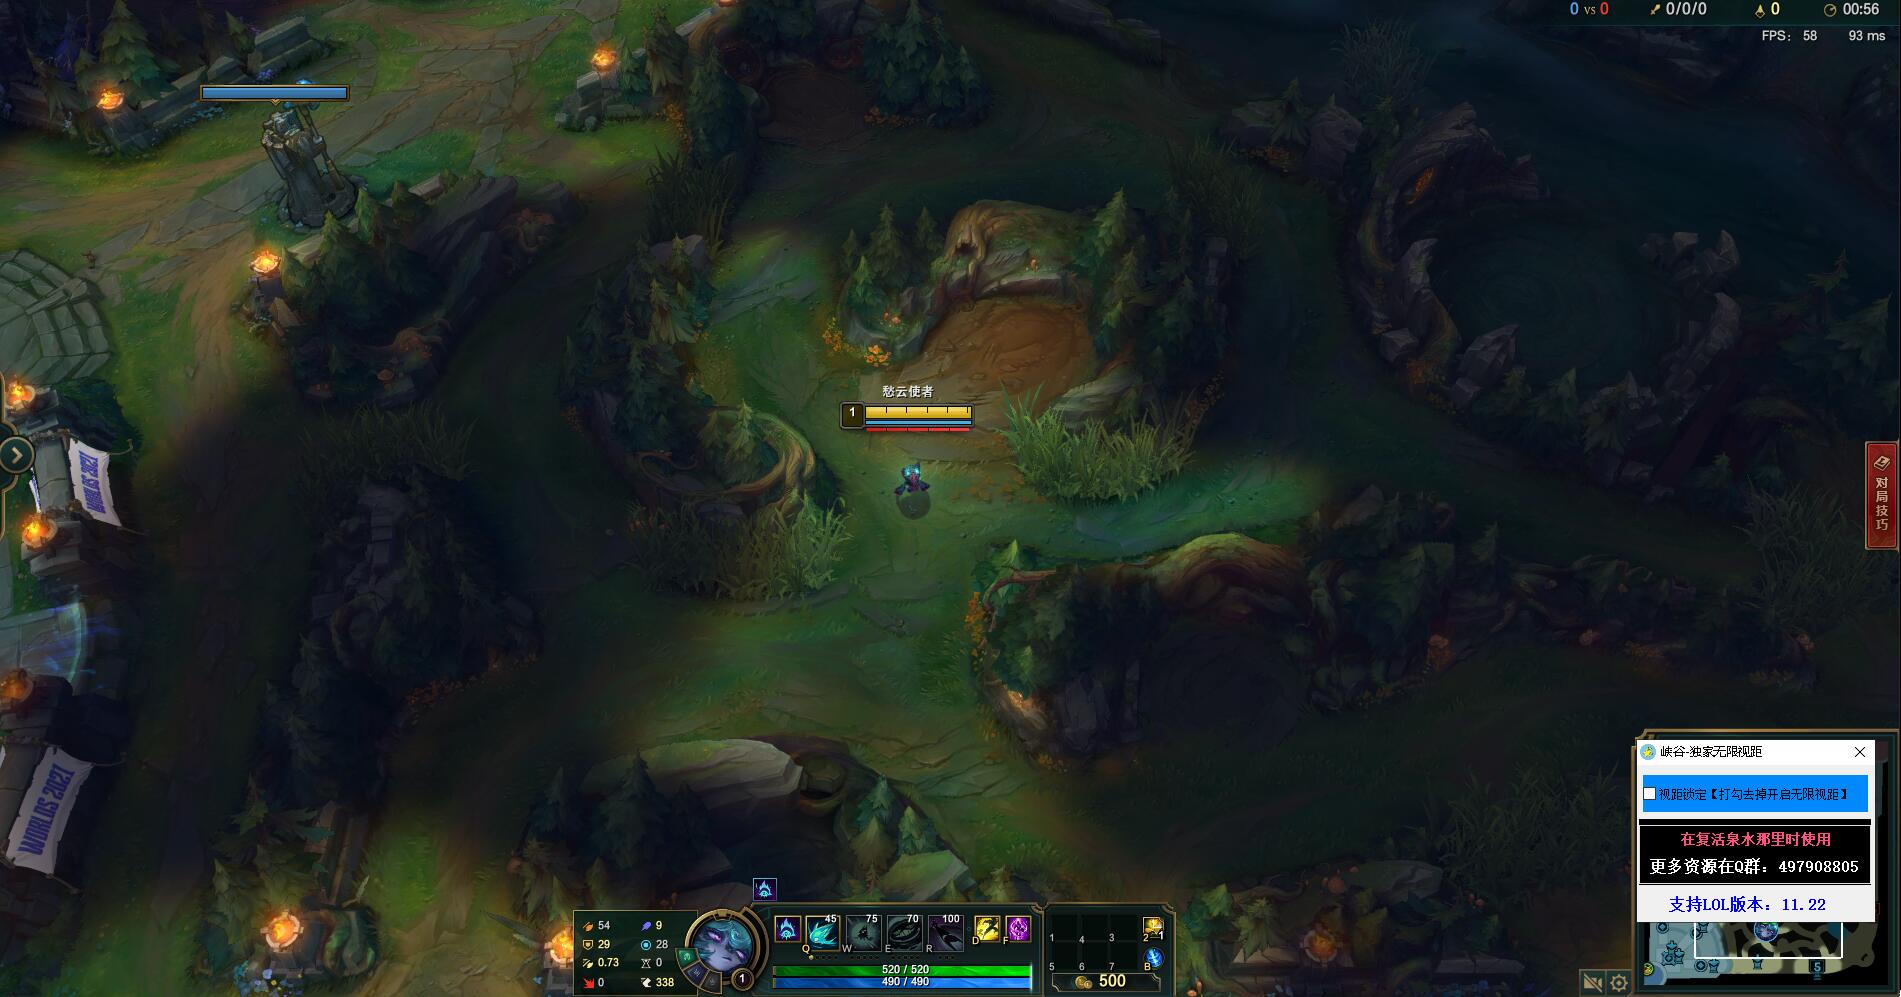 0 vs 0 0/0/0 0 00:56
FPS: 58 93 ms
愁云使者
1
WORLDS 2021
对局技巧
WORLDS 2021
峡谷-独家无限视距
视距锁定【打勾去掉开启无限视距】
在复活泉水那里时使用
更多资源在Q群：497908805
支持LOL版本：11.22
54 9
29 28
0.73 0
0 338
1
45 75 70 100
Q W E R D F
520 / 520
490 / 490
1 2 3 4
5 6 7 B
500
5